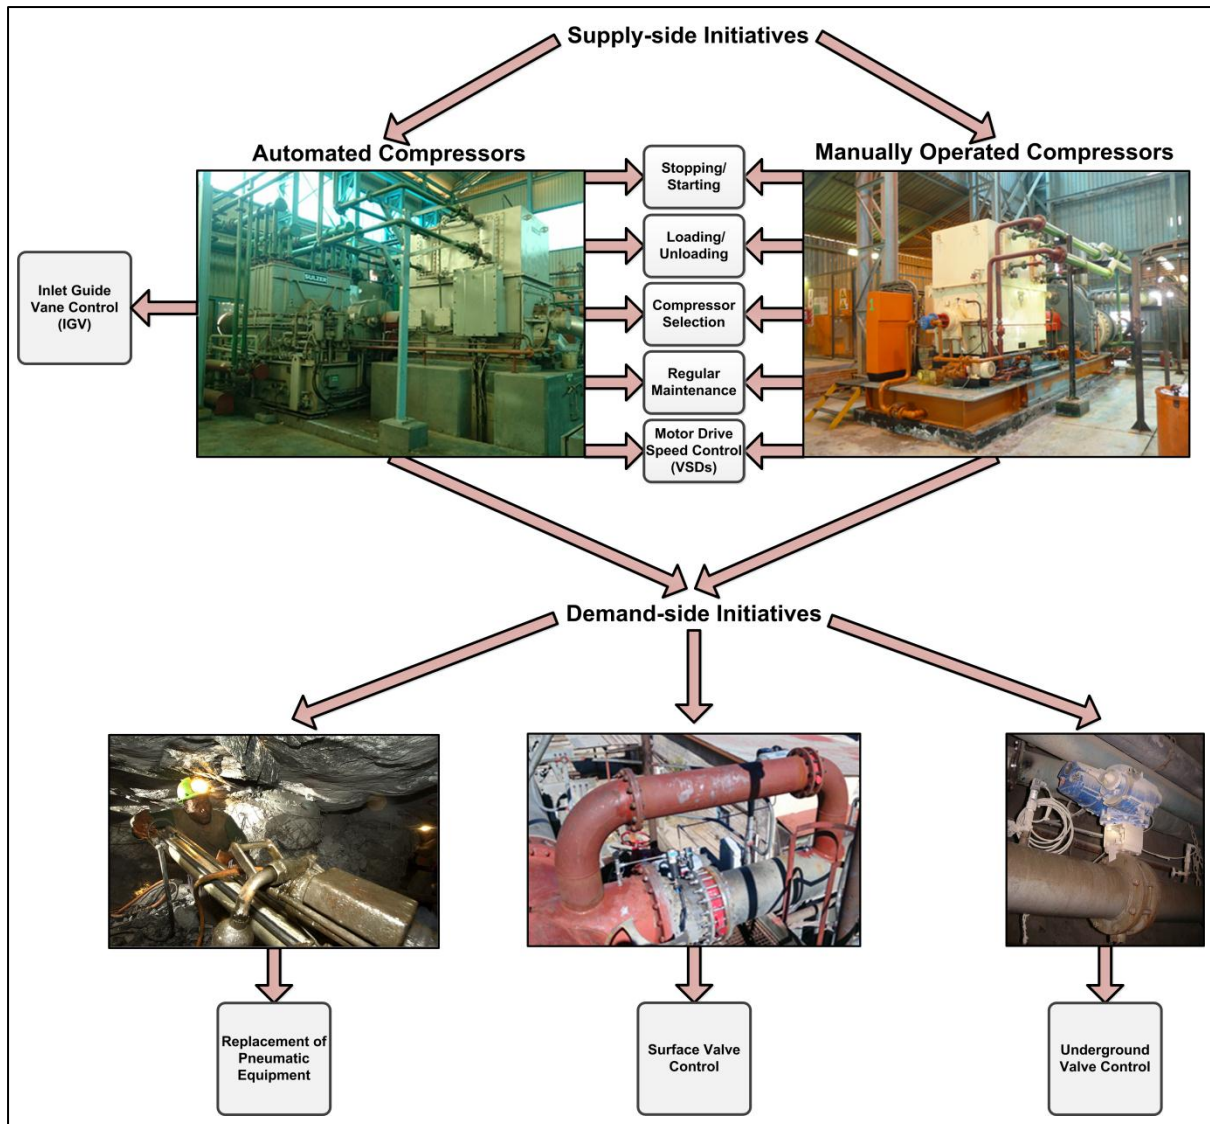 Supply-side Initiatives
Automated Compressors
Manually Operated Compressors
Stopping/
Starting
Loading/
Unloading
SULZER
Inlet Guide
Vane Control
(IGV)
Compressor
Selection
Regular
Maintenance
Motor Drive
Speed Control
(VSDs)
Demand-side Initiatives
Replacement of
Pneumatic
Equipment
Surface Valve
Control
Underground
Valve Control